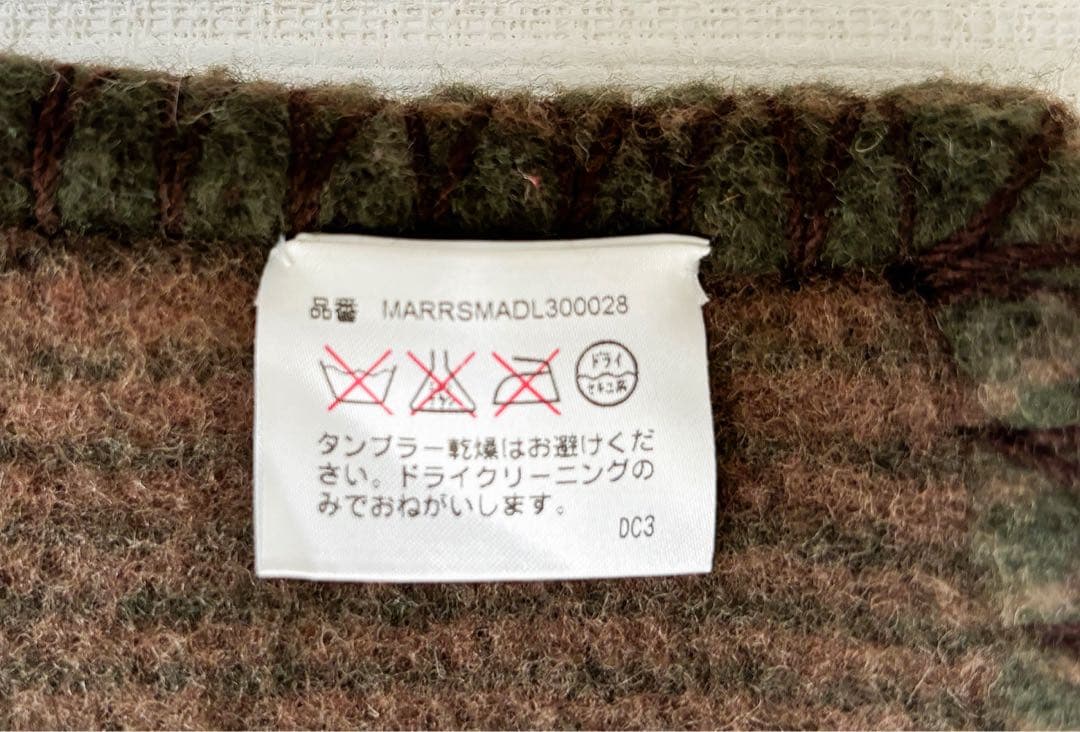 品番 MARRSMADL300028
ドライ
セキユ系
タンブラー乾燥はお避けくだ
さい。ドライクリーニングの
みでおねがいします。
DC3